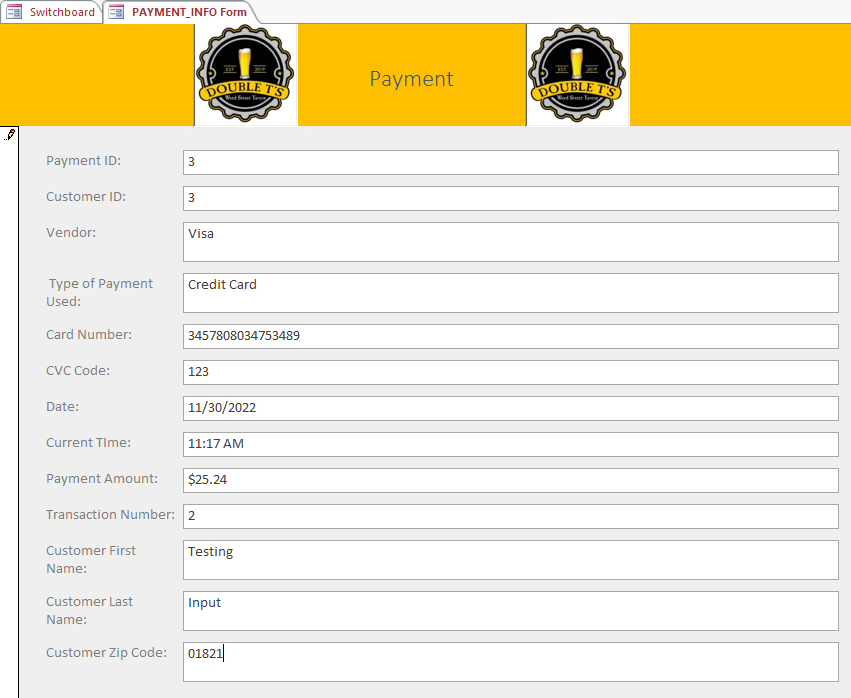 Switchboard PAYMENT_INFO Form
EST 2019
DOUBLE T'S
Word Street Tavern
Payment
EST 2019
DOUBLE T'S
Word Street Tavern
Payment ID: 3
Customer ID: 3
Vendor: Visa
Type of Payment Used: Credit Card
Card Number: 3457808034753489
CVC Code: 123
Date: 11/30/2022
Current TIme: 11:17 AM
Payment Amount: $25.24
Transaction Number: 2
Customer First Name: Testing
Customer Last Name: Input
Customer Zip Code: 01821